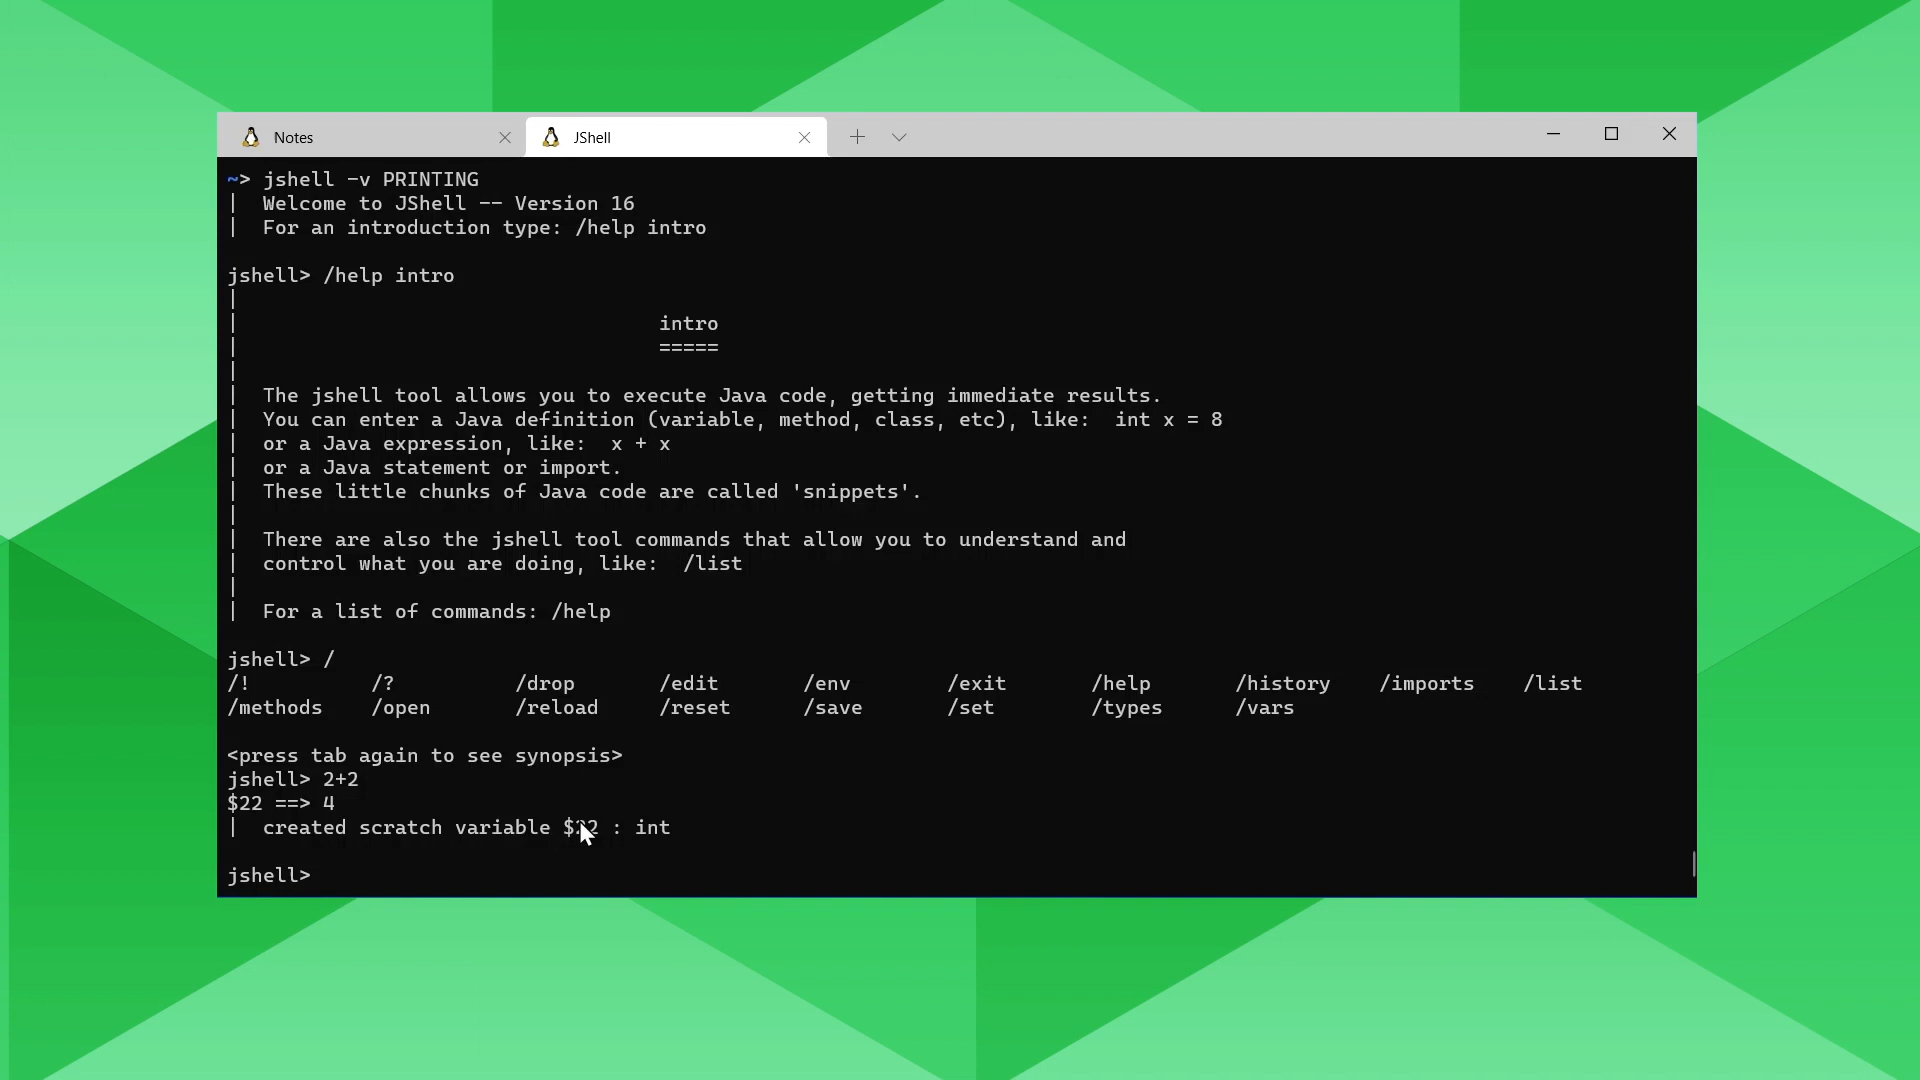 Notes
JShell
~> jshell -v PRINTING
|  Welcome to JShell -- Version 16
|  For an introduction type: /help intro
jshell> /help intro
|
|                                   intro
|                                   =====
|
|  The jshell tool allows you to execute Java code, getting immediate results.
|  You can enter a Java definition (variable, method, class, etc), like:  int x = 8
|  or a Java expression, like:  x + x
|  or a Java statement or import.
|  These little chunks of Java code are called 'snippets'.
|
|  There are also the jshell tool commands that allow you to understand and
|  control what you are doing, like:  /list
|
|  For a list of commands: /help
jshell> /
/!          /?          /drop       /edit       /env        /exit       /help       /history    /imports    /list
/methods    /open       /reload     /reset      /save       /set        /types      /vars
<press tab again to see synopsis>
jshell> 2+2
$22 ==> 4
|  created scratch variable $22 : int
jshell>